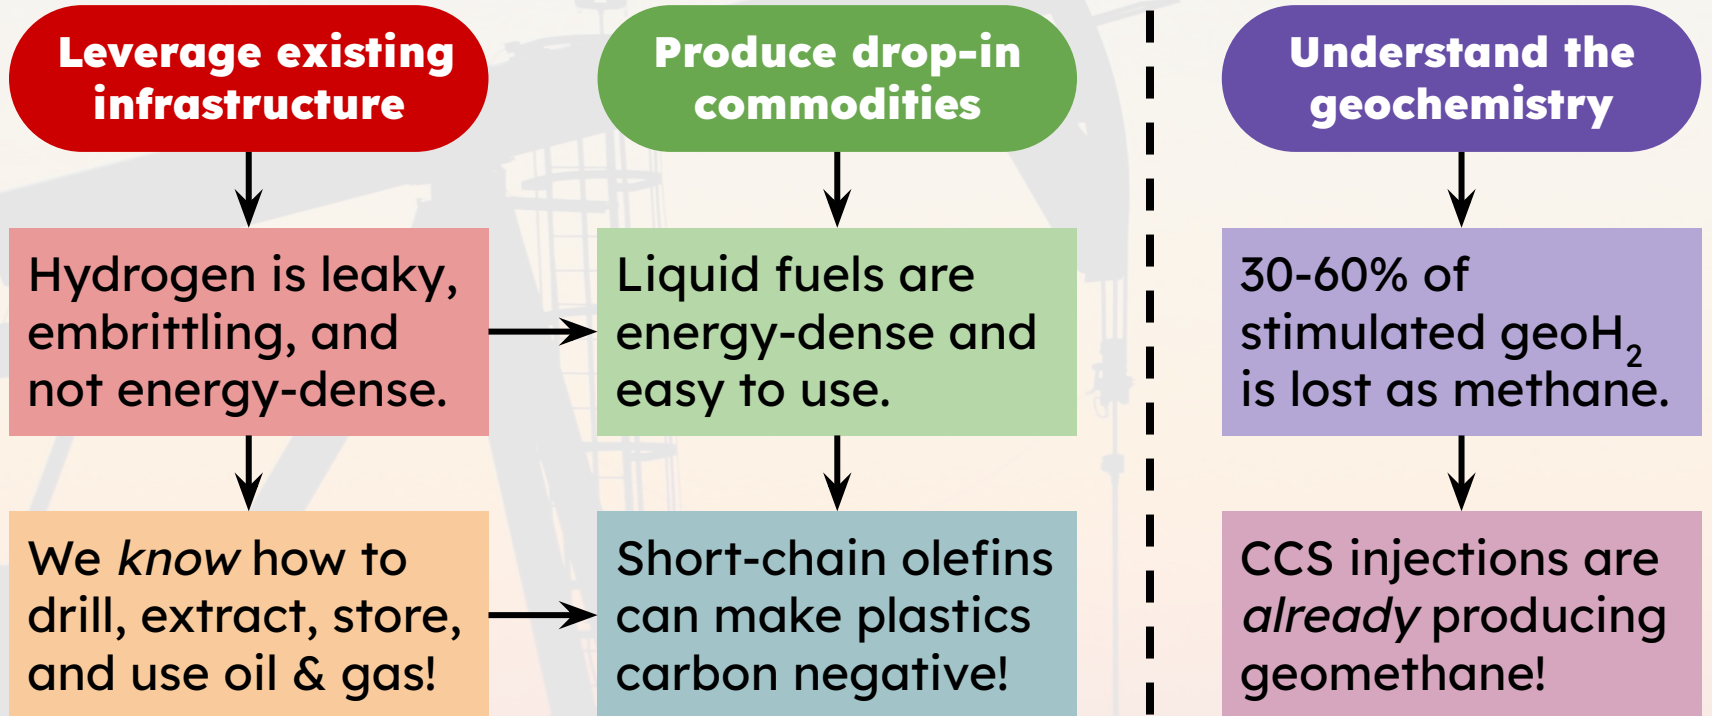 Leverage existing
infrastructure
Hydrogen is leaky,
embrittling, and
not energy-dense.
We know how to
drill, extract, store,
and use oil & gas!
Produce drop-in
commodities
Liquid fuels are
energy-dense and
easy to use.
Short-chain olefins
can make plastics
carbon negative!
Understand the
geochemistry
30-60% of
stimulated geoH₂
is lost as methane.
CCS injections are
already producing
geomethane!